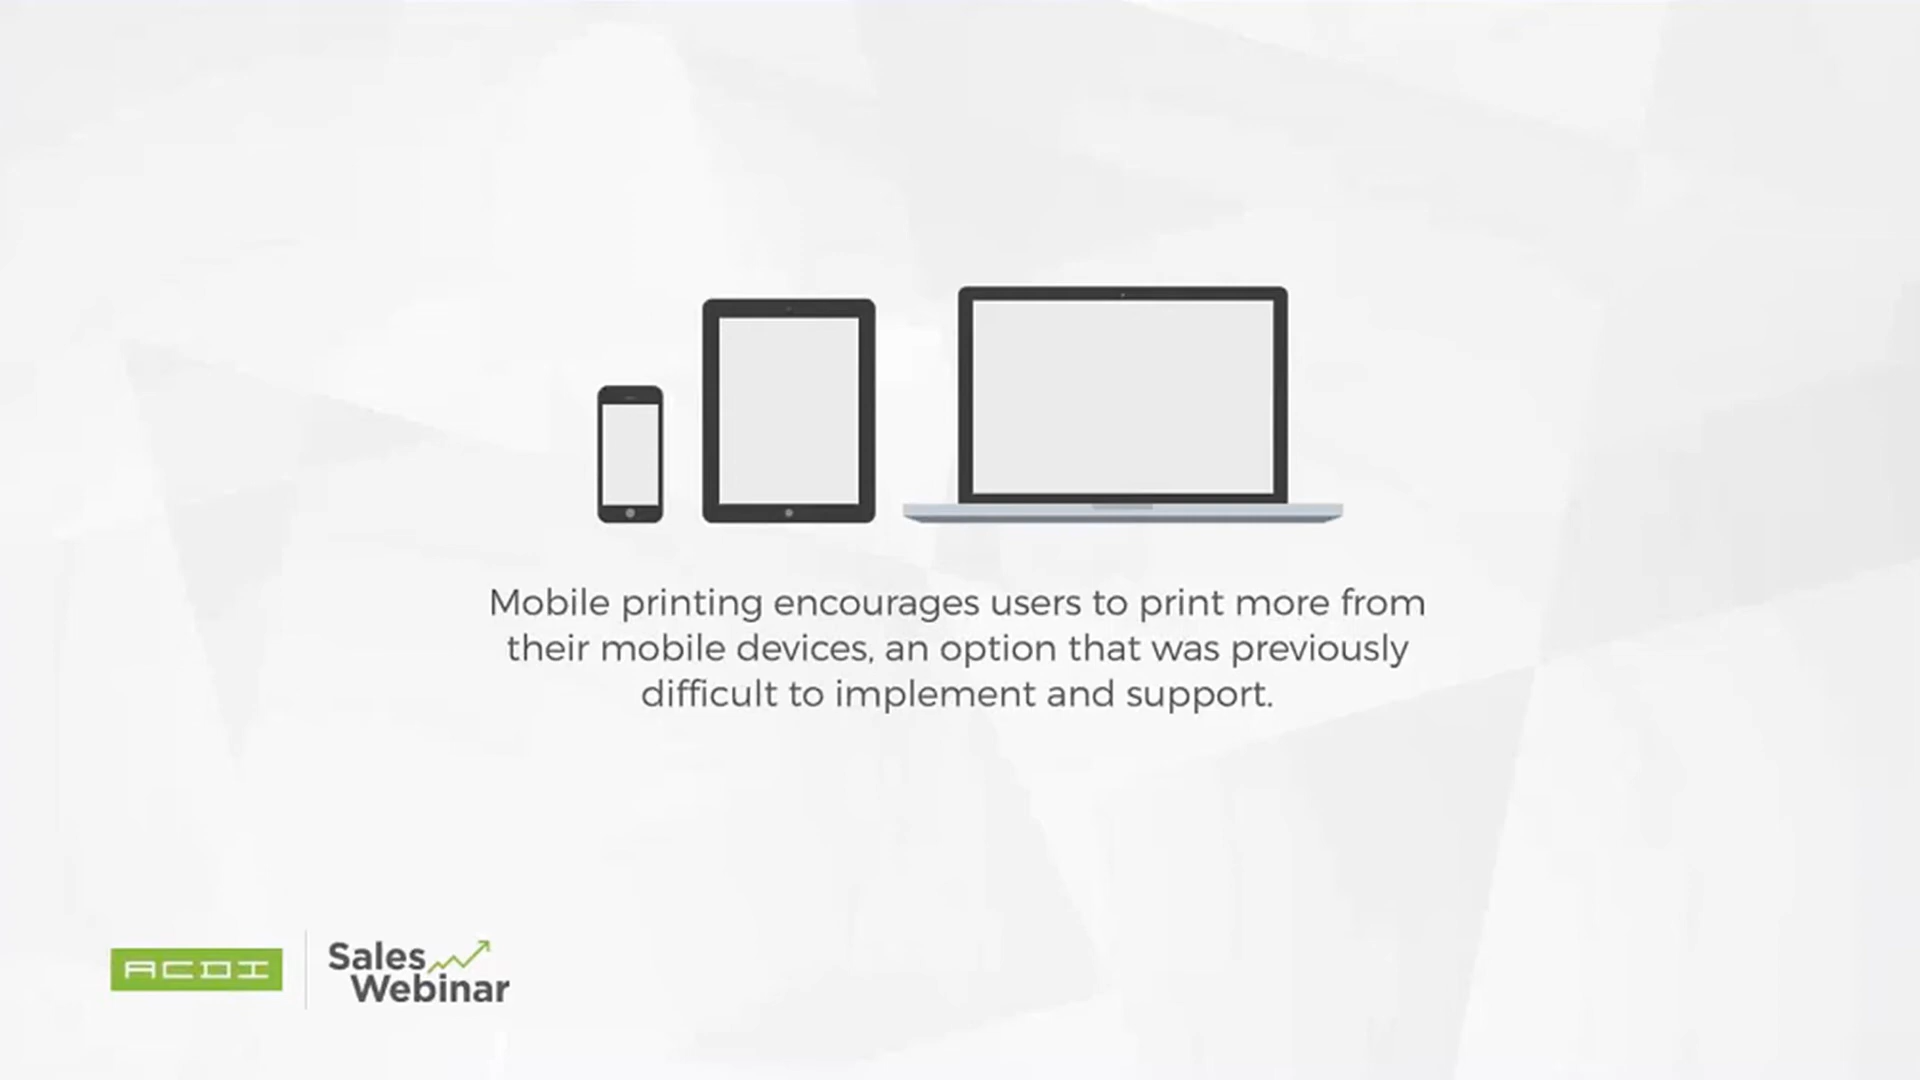 Mobile printing encourages users to print more from
their mobile devices, an option that was previously
difficult to implement and support.
ACDI
Sales
Webinar